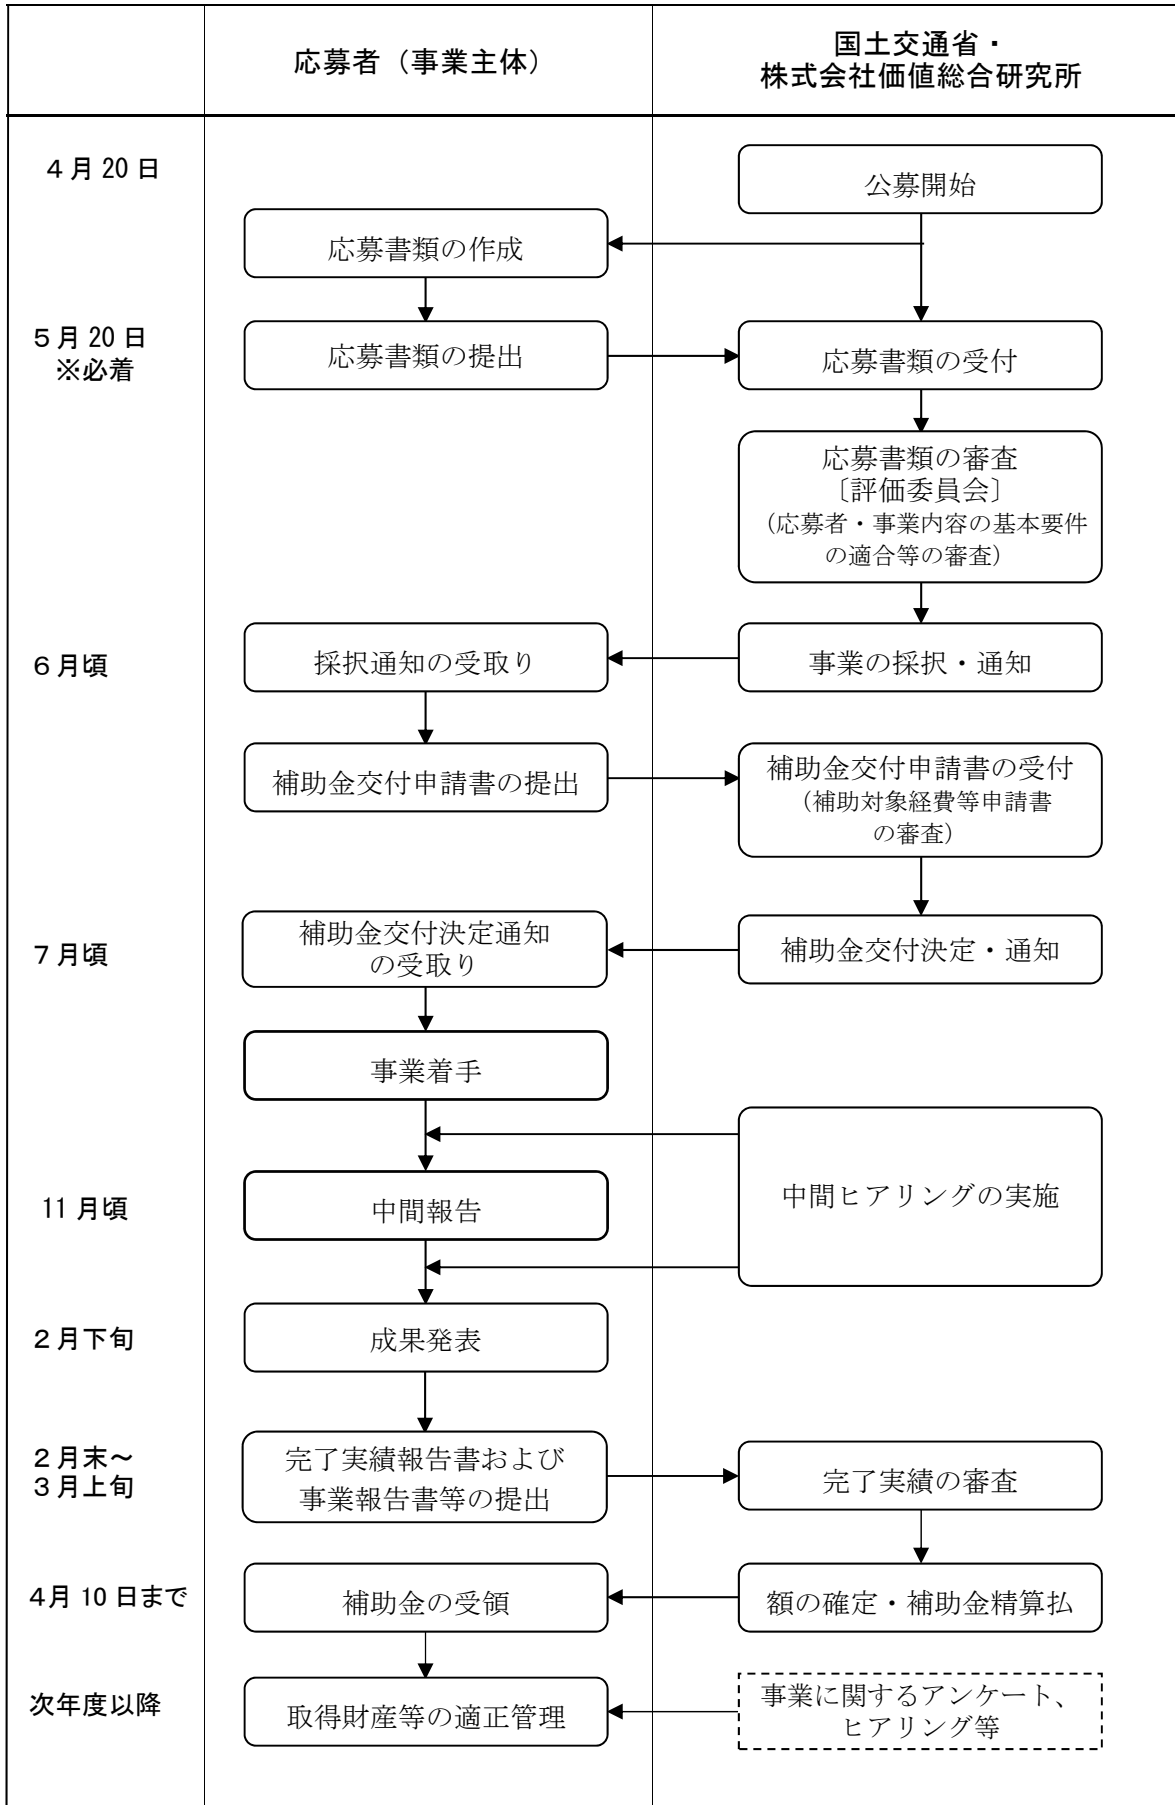 応募者（事業主体）
国土交通省・
株式会社価値総合研究所
４月 20 日
公募開始
応募書類の作成
５月 20 日
※必着
応募書類の提出
応募書類の受付
応募書類の審査
〔評価委員会〕
（応募者・事業内容の基本要件
の適合等の審査）
６月頃
採択通知の受取り
事業の採択・通知
補助金交付申請書の提出
補助金交付申請書の受付
（補助対象経費等申請書
の審査）
７月頃
補助金交付決定通知
の受取り
補助金交付決定・通知
事業着手
中間ヒアリングの実施
11 月頃
中間報告
２月下旬
成果発表
２月末～
３月上旬
完了実績報告書および
事業報告書等の提出
完了実績の審査
４月 10 日まで
補助金の受領
額の確定・補助金精算払
次年度以降
取得財産等の適正管理
事業に関するアンケート、
ヒアリング等